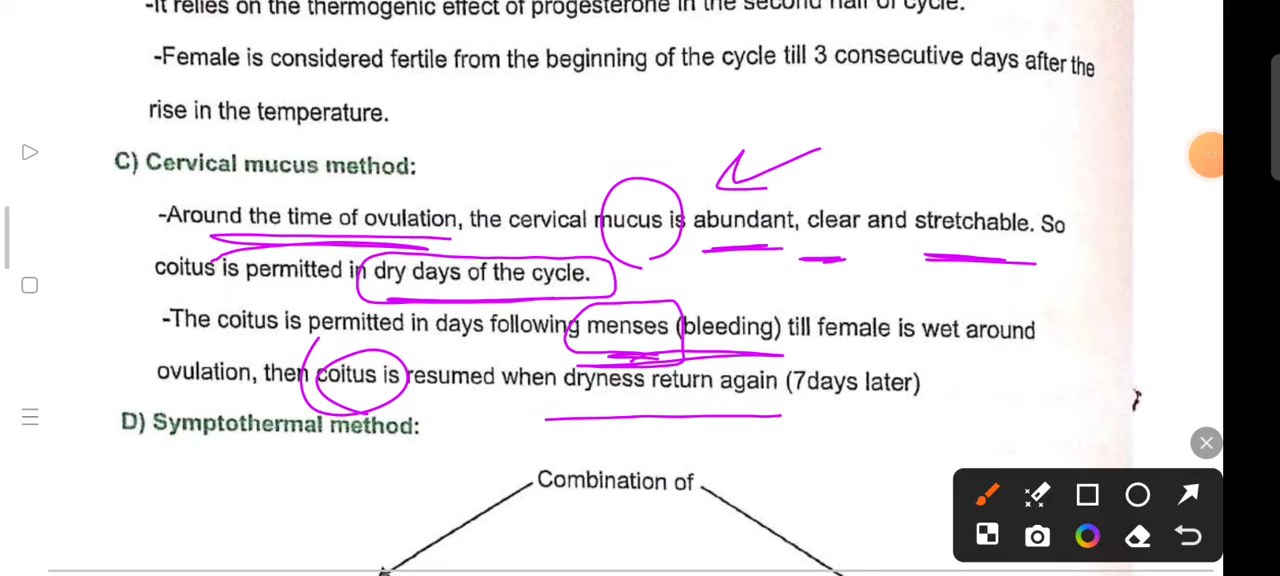 -It relies on the thermogenic effect of progesterone in the second half of cycle.
-Female is considered fertile from the beginning of the cycle till 3 consecutive days after the
rise in the temperature.
C) Cervical mucus method:
-Around the time of ovulation, the cervical mucus is abundant, clear and stretchable. So
coitus is permitted in dry days of the cycle.
-The coitus is permitted in days following menses (bleeding) till female is wet around
ovulation, then coitus is resumed when dryness return again (7days later)
D) Symptothermal method:
Combination of